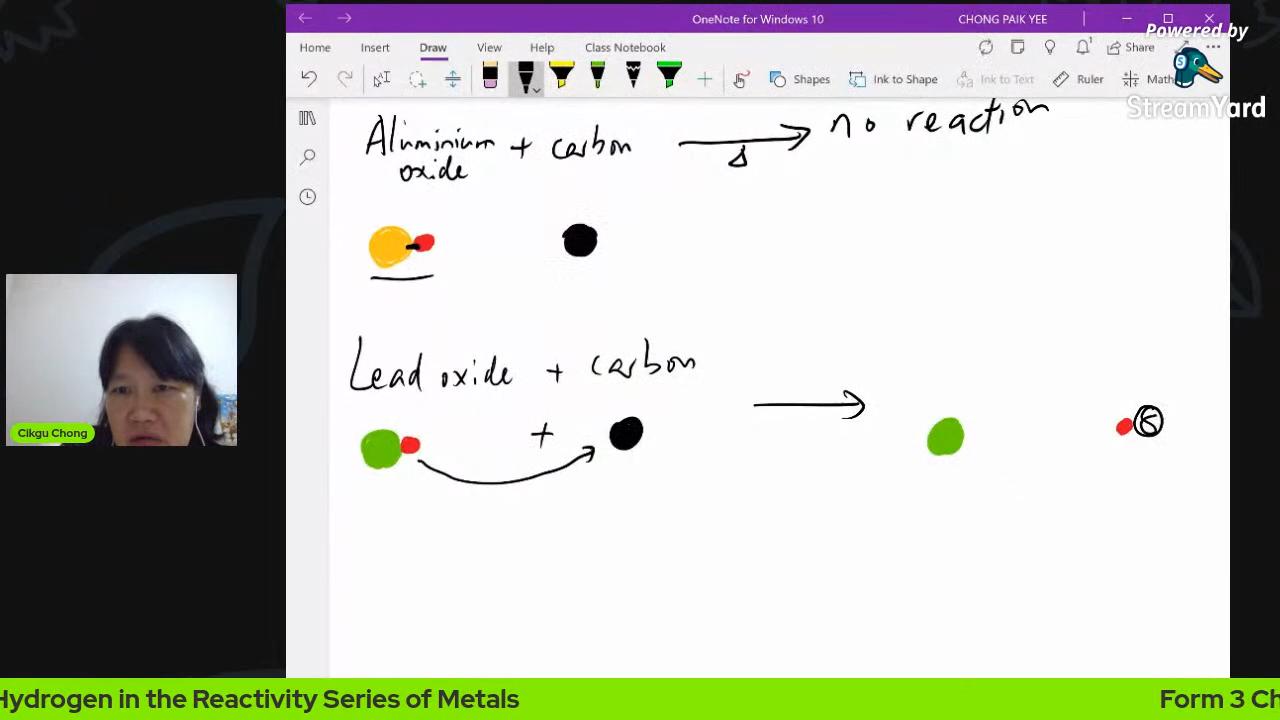 OneNote for Windows 10
CHONG PAIK YEE
Powered by
StreamYard
Home Insert Draw View Help Class Notebook
Share
Shapes Ink to Shape Ink to Text Ruler Math
Aluminium + carbon → no reaction
oxide Δ
Lead oxide + carbon
+ →
Cikgu Chong
Hydrogen in the Reactivity Series of Metals
Form 3 Ch